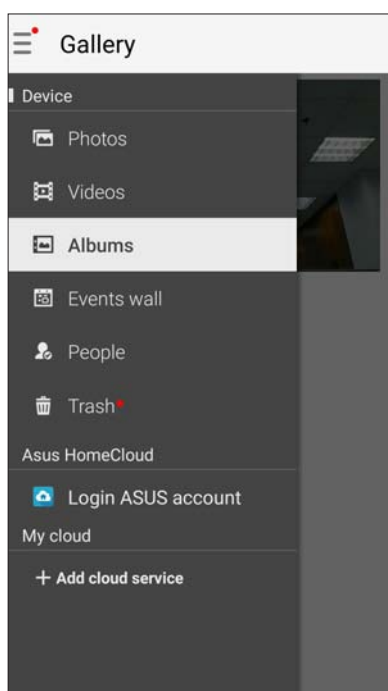 Gallery
Device
Photos
Videos
Albums
Events wall
People
Trash
Asus HomeCloud
Login ASUS account
My cloud
+ Add cloud service